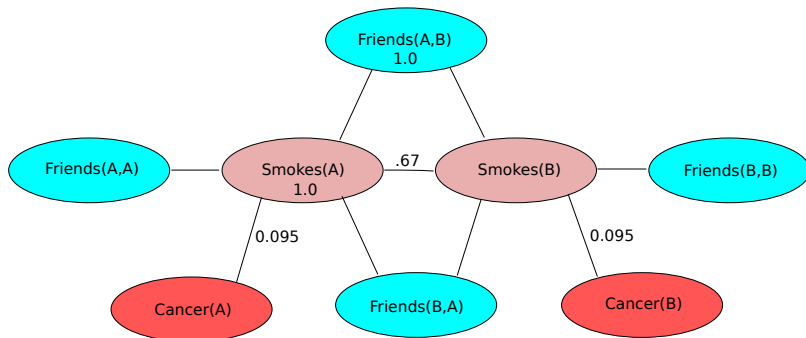 Friends(A,B)
1.0
Friends(A,A)
Smokes(A)
1.0
.67
Smokes(B)
Friends(B,B)
0.095
0.095
Cancer(A)
Friends(B,A)
Cancer(B)